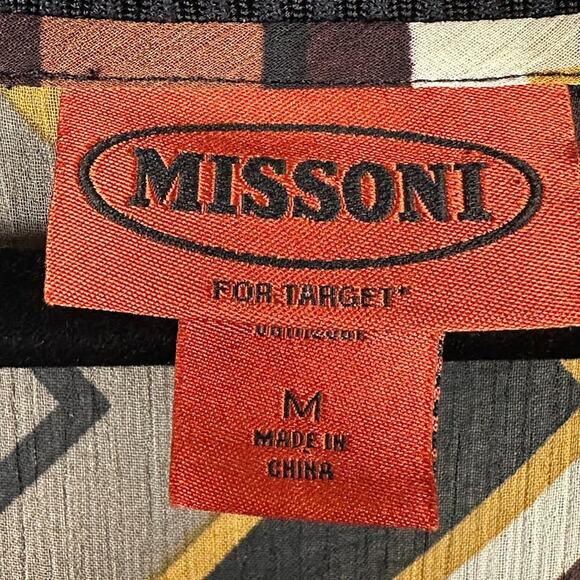 MISSONI
FOR TARGET*
M
MADE IN
CHINA